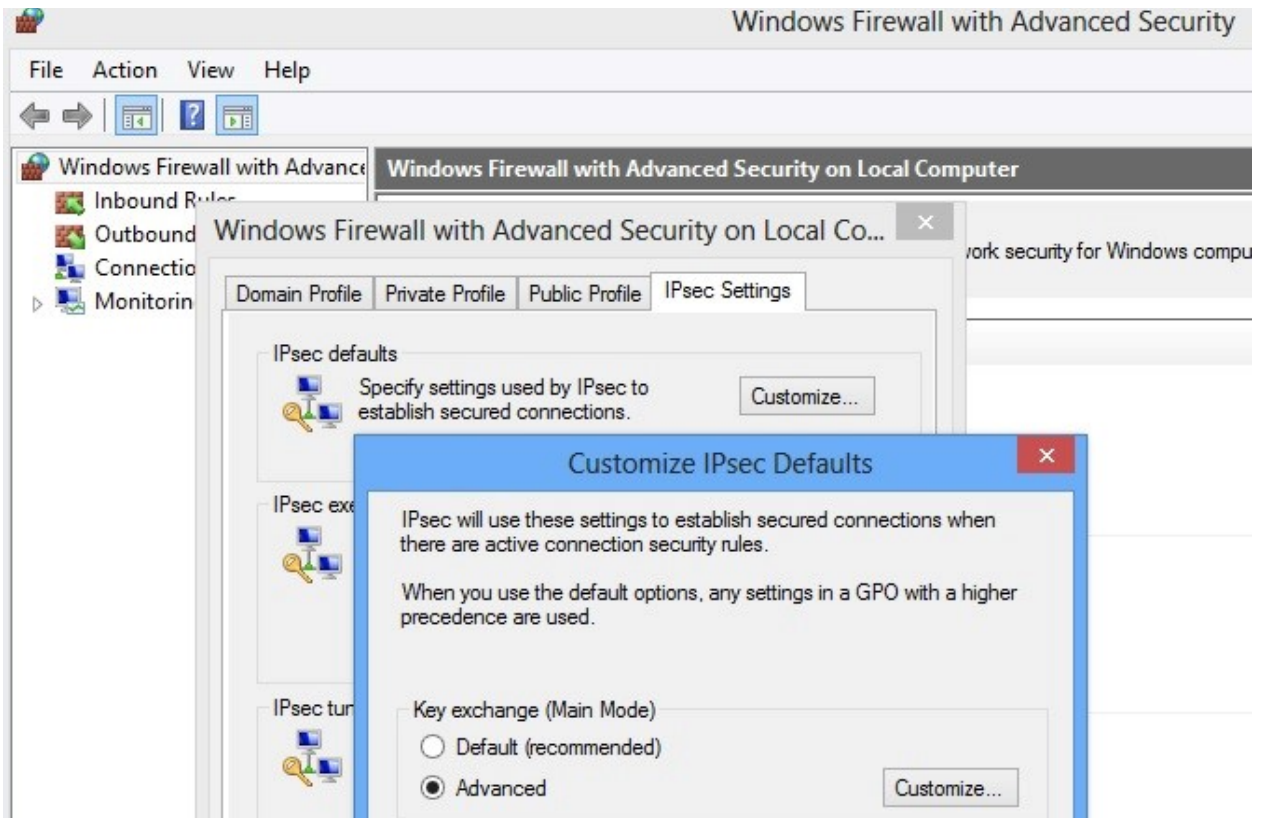 Windows Firewall with Advanced Security
File Action View Help
Windows Firewall with Advance
Windows Firewall with Advanced Security on Local Computer
Inbound Rules
Outbound
Connectio
Monitorin
Windows Firewall with Advanced Security on Local Co...
work security for Windows compu
Domain Profile Private Profile Public Profile IPsec Settings
IPsec defaults
Specify settings used by IPsec to
establish secured connections.
Customize...
Customize IPsec Defaults
IPsec exe
IPsec will use these settings to establish secured connections when
there are active connection security rules.
When you use the default options, any settings in a GPO with a higher
precedence are used.
IPsec tun
Key exchange (Main Mode)
Default (recommended)
Advanced
Customize...